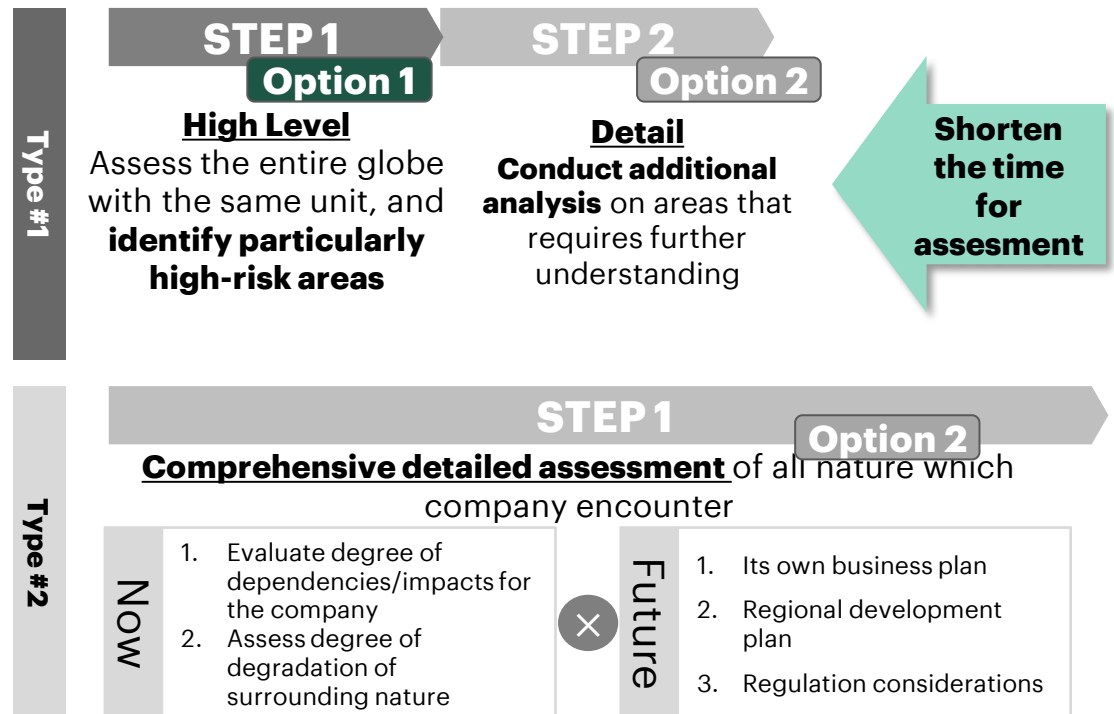 Type #1
STEP 1
Option 1
High Level
Assess the entire globe
with the same unit, and
identify particularly
high-risk areas
STEP 2
Option 2
Detail
Conduct additional
analysis on areas that
requires further
understanding
Shorten
the time
for
assesment
Type #2
STEP 1
Option 2
Comprehensive detailed assessment of all nature which
company encounter
Now
1. Evaluate degree of
dependencies/impacts for
the company
2. Assess degree of
degradation of
surrounding nature
×
Future
1. Its own business plan
2. Regional development
plan
3. Regulation considerations